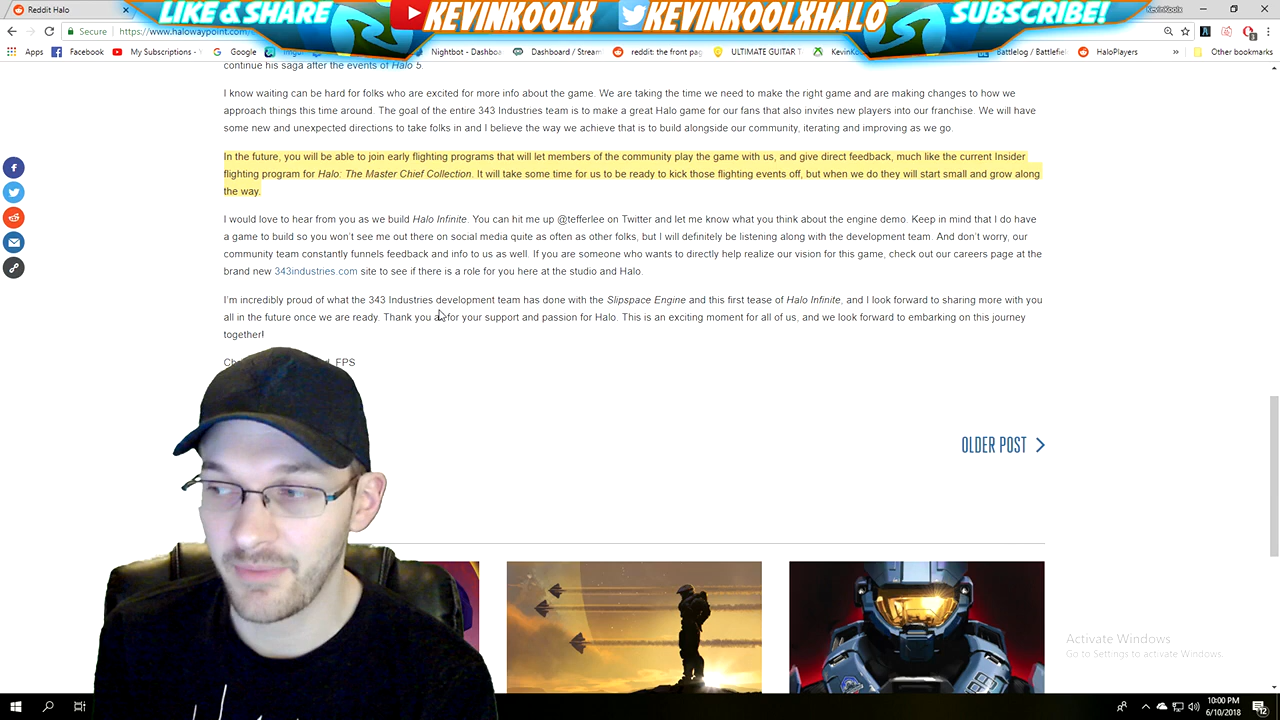 LIKE & SHARE
KEVINKOOLX
KEVINKOOLXHALO
SUBSCRIBE!
KevinKoolx
Reddit Halo
Secure
https://www.halowaypoint.com/
Apps
Facebook
My Subscriptions -
Google
Imgur
Nightbot - Dashboa
Dashboard / Stream
reddit: the front pag
ULTIMATE GUITAR T
KevinKo
Battlelog / Battlefiel
HaloPlayers
»
Other bookmarks
continue his saga after the events of Halo 5.
I know waiting can be hard for folks who are excited for more info about the game. We are taking the time we need to make the right game and are making changes to how we
approach things this time around. The goal of the entire 343 Industries team is to make a great Halo game for our fans that also invites new players into our franchise. We will have
some new and unexpected directions to take folks in and I believe the way we achieve that is to build alongside our community, iterating and improving as we go.
In the future, you will be able to join early flighting programs that will let members of the community play the game with us, and give direct feedback, much like the current Insider
flighting program for Halo: The Master Chief Collection. It will take some time for us to be ready to kick those flighting events off, but when we do they will start small and grow along
the way.
I would love to hear from you as we build Halo Infinite. You can hit me up @tefferlee on Twitter and let me know what you think about the engine demo. Keep in mind that I do have
a game to build so you won't see me out there on social media quite as often as other folks, but I will definitely be listening along with the development team. And don't worry, our
community team constantly funnels feedback and info to us as well. If you are someone who wants to directly help realize our vision for this game, check out our careers page at the
brand new 343industries.com site to see if there is a role for you here at the studio and Halo.
I'm incredibly proud of what the 343 Industries development team has done with the Slipspace Engine and this first tease of Halo Infinite, and I look forward to sharing more with you
all in the future once we are ready. Thank you all for your support and passion for Halo. This is an exciting moment for all of us, and we look forward to embarking on this journey
together!
FPS
OLDER POST
Activate Windows
Go to Settings to activate Windows.
10:00 PM
6/10/2018
12